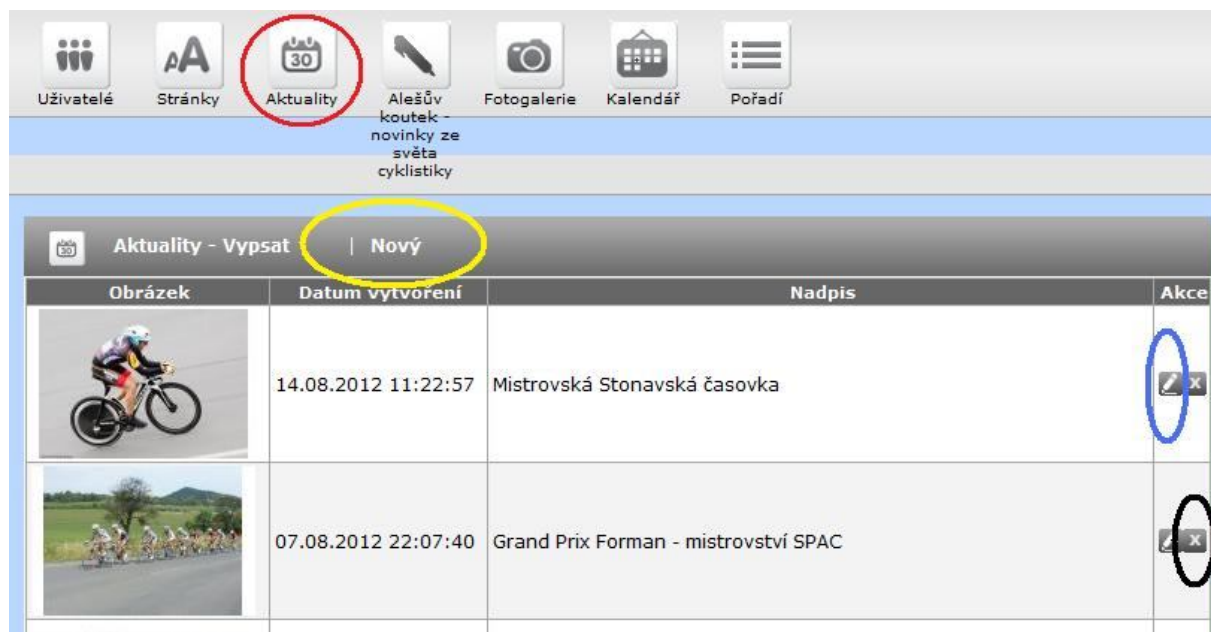 Uživatelé
Stránky
Aktuality
Alešův
koutek -
novinky ze
světa
cyklistiky
Fotogalerie
Kalendář
Pořadí
30
30
Aktuality - Vypsat | Nový
Obrázek Datum vytvoření Nadpis Akce
14.08.2012 11:22:57 Mistrovská Stonavská časovka
07.08.2012 22:07:40 Grand Prix Forman - mistrovství SPAC